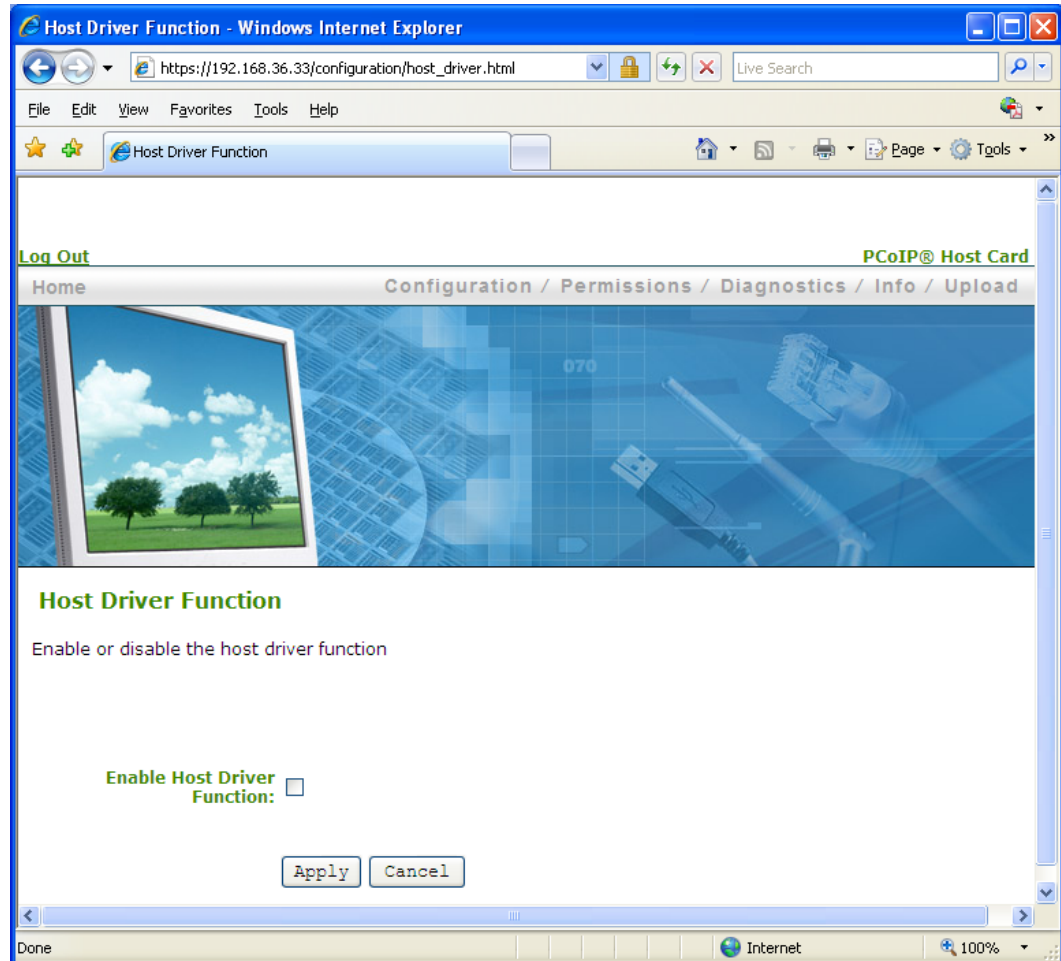 Host Driver Function - Windows Internet Explorer
https://192.168.36.33/configuration/host_driver.html
Live Search
File Edit View Favorites Tools Help
Host Driver Function
Page Tools
Log Out
PCoIP® Host Card
Home
Configuration / Permissions / Diagnostics / Info / Upload
070
Host Driver Function
Enable or disable the host driver function
Enable Host Driver
Function:
Apply Cancel
Done
Internet
100%